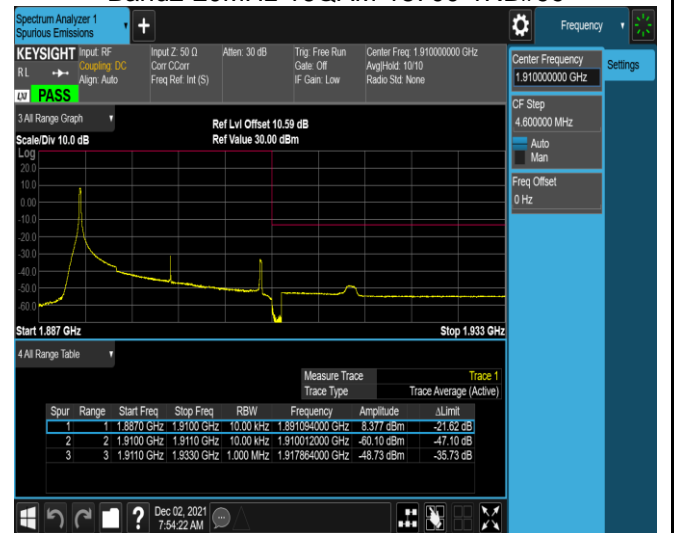 Spectrum Analyzer 1
Spurious Emissions
Frequency
KEYSIGHT
R L
LXI PASS
Input: RF
Coupling: DC
Align: Auto
Input Z: 50 Ω
Corr CCorr
Freq Ref: Int (S)
Atten: 30 dB
Trig: Free Run
Gate: Off
IF Gain: Low
Center Freq: 1.910000000 GHz
Avg|Hold: 10/10
Radio Std: None
Center Frequency
1.910000000 GHz
Settings
CF Step
4.600000 MHz
Auto
Man
Freq Offset
0 Hz
3 All Range Graph
Scale/Div 10.0 dB
Ref Lvl Offset 10.59 dB
Ref Value 30.00 dBm
Log
20.0
10.0
0.00
-10.0
-20.0
-30.0
-40.0
-50.0
-60.0
Start 1.887 GHz
Stop 1.933 GHz
4 All Range Table
Measure Trace Trace 1
Trace Type Trace Average (Active)
Spur Range Start Freq Stop Freq RBW Frequency Amplitude ΔLimit
1 1 1.8870 GHz 1.9100 GHz 10.00 kHz 1.891094000 GHz 8.377 dBm -21.62 dB
2 2 1.9100 GHz 1.9110 GHz 10.00 kHz 1.910012000 GHz -60.10 dBm -47.10 dB
3 3 1.9110 GHz 1.9330 GHz 1.000 MHz 1.917864000 GHz -48.73 dBm -35.73 dB
Dec 02, 2021
7:54:22 AM